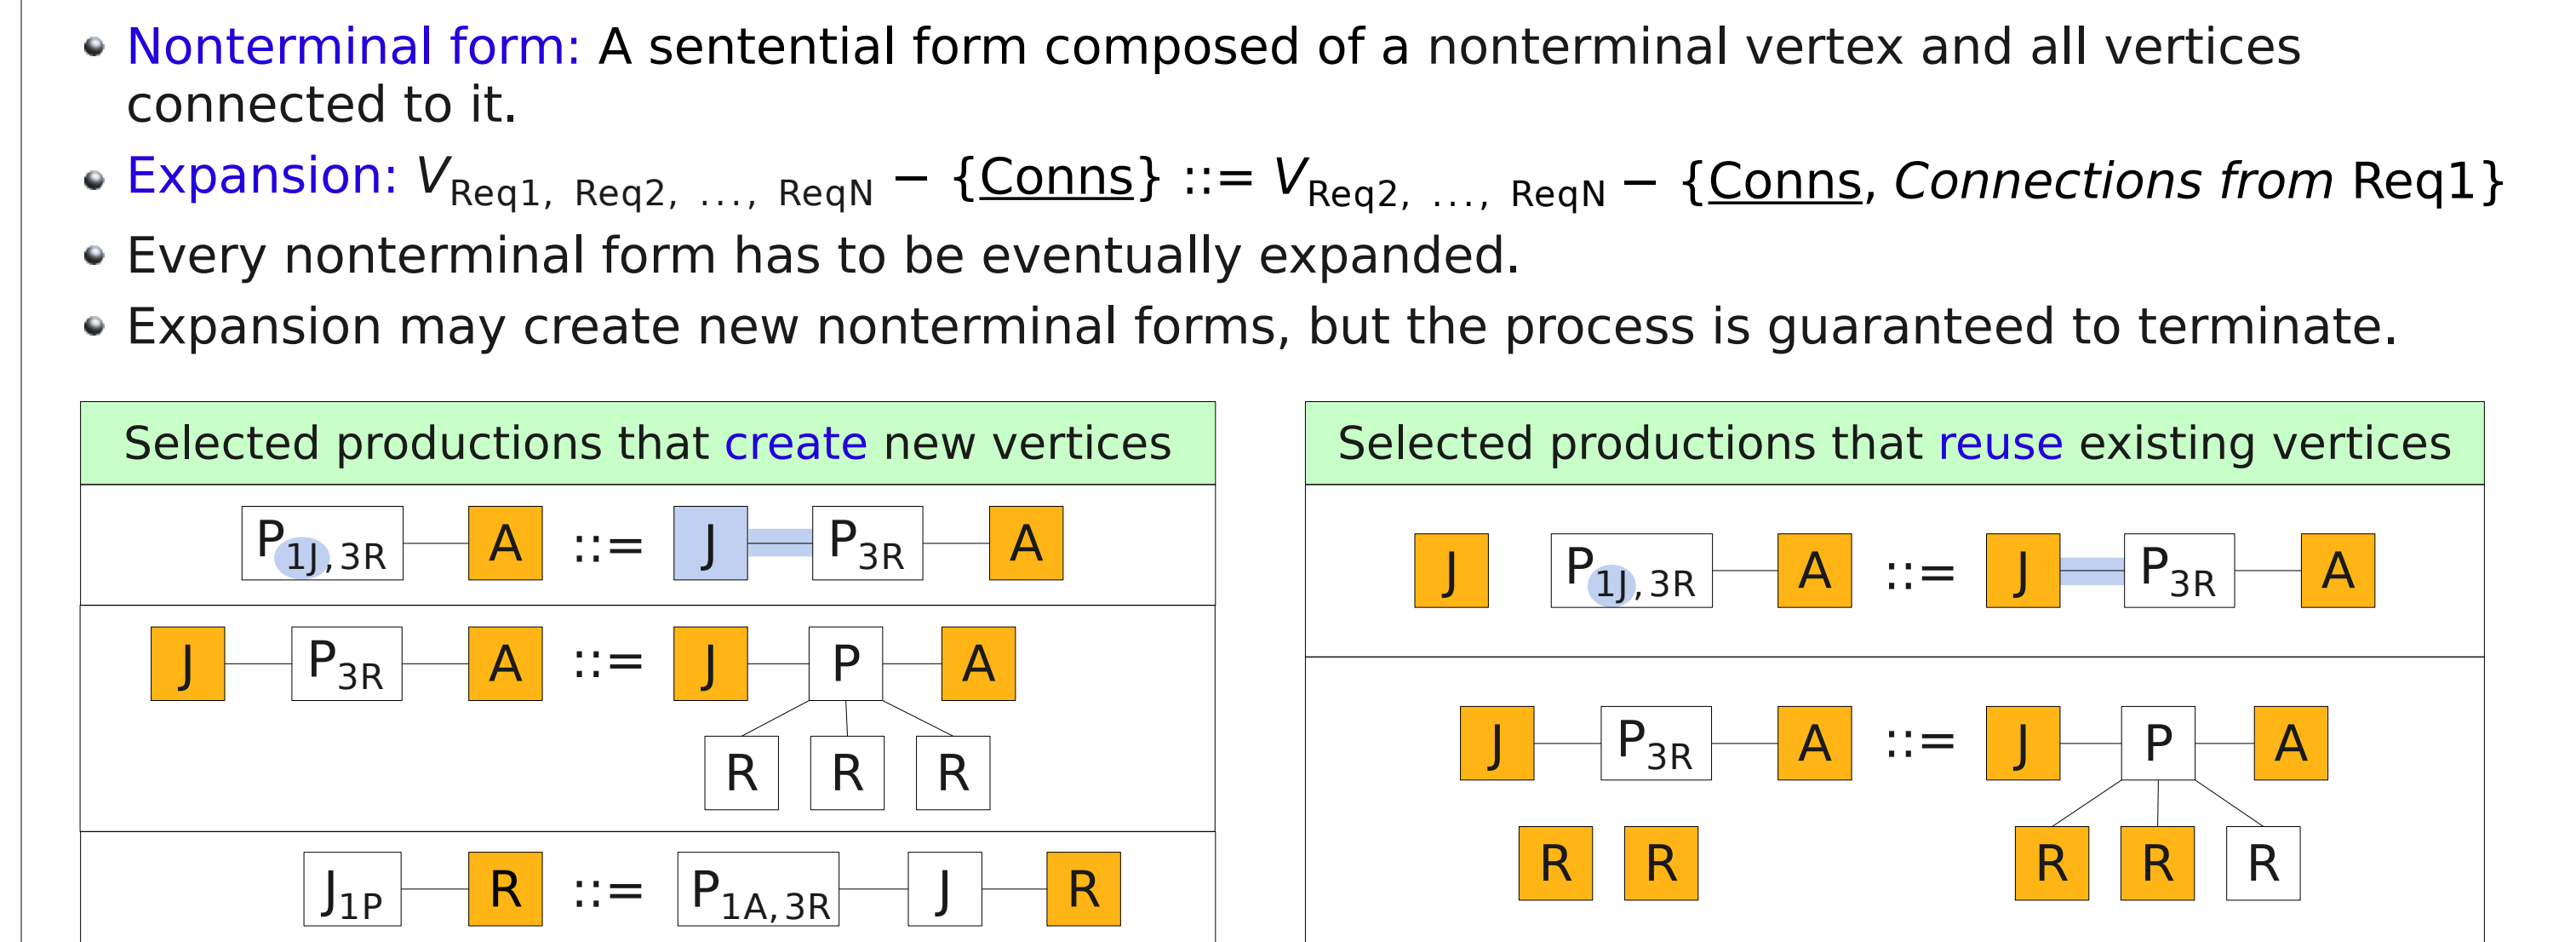 Nonterminal form: A sentential form composed of a nonterminal vertex and all vertices
connected to it.
Expansion: V Req1, Req2, ..., ReqN – {Conns} ::= V Req2, ..., ReqN – {Conns, Connections from Req1}
Every nonterminal form has to be eventually expanded.
Expansion may create new nonterminal forms, but the process is guaranteed to terminate.
Selected productions that create new vertices
P1J, 3R A ::= J P3R A
J P3R A ::= J P A
R R R
J1P R ::= P1A, 3R J R
Selected productions that reuse existing vertices
J P1J, 3R A ::= J P3R A
J P3R A ::= J P A
R R R R R